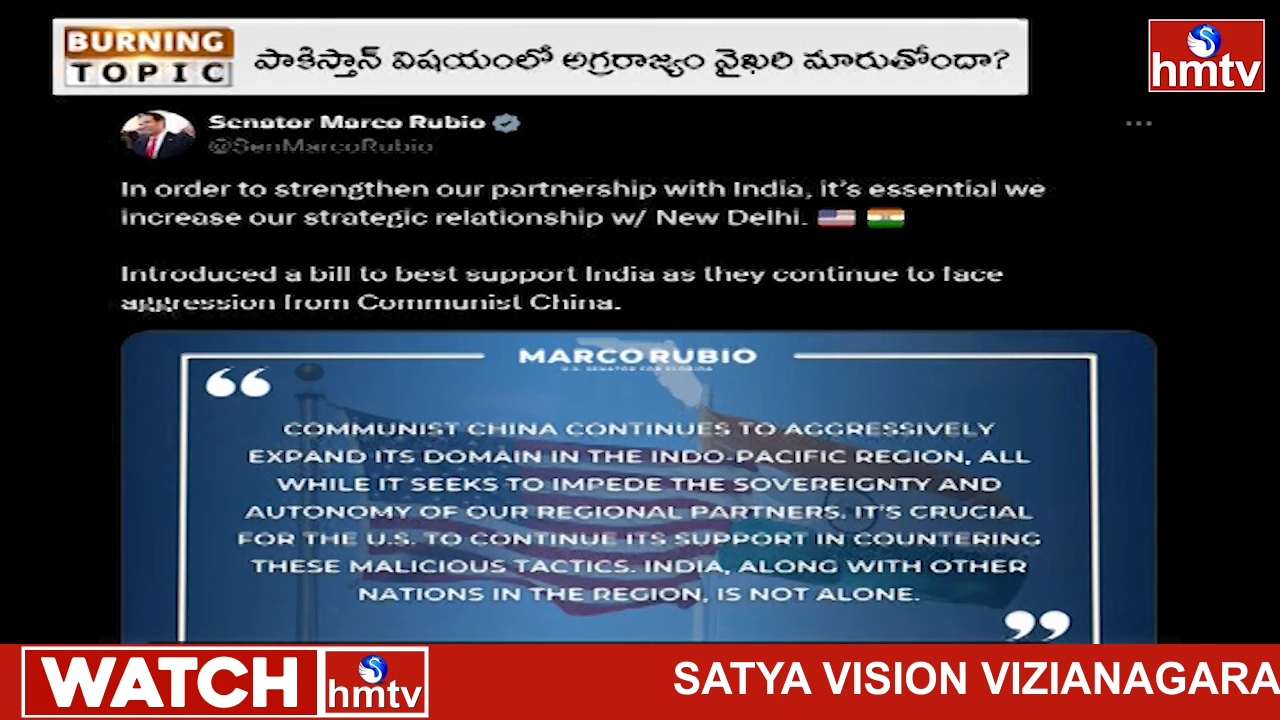 BURNING
TOPIC
పాకిస్తాన్ విషయంలో అగ్రరాజ్యం వైఖరి మారుతోందా?
hmtv
Senator Marco Rubio
@SenMarcoRubio
In order to strengthen our partnership with India, it's essential we
increase our strategic relationship w/ New Delhi. 🇺🇸 🇮🇳
Introduced a bill to best support India as they continue to face
aggression from Communist China.
MARCO RUBIO
U.S. SENATOR FOR FLORIDA
“
COMMUNIST CHINA CONTINUES TO AGGRESSIVELY
EXPAND ITS DOMAIN IN THE INDO-PACIFIC REGION, ALL
WHILE IT SEEKS TO IMPEDE THE SOVEREIGNTY AND
AUTONOMY OF OUR REGIONAL PARTNERS. IT'S CRUCIAL
FOR THE U.S. TO CONTINUE ITS SUPPORT IN COUNTERING
THESE MALICIOUS TACTICS. INDIA, ALONG WITH OTHER
NATIONS IN THE REGION, IS NOT ALONE.
”
WATCH hmtv
SATYA VISION VIZIANAGARA